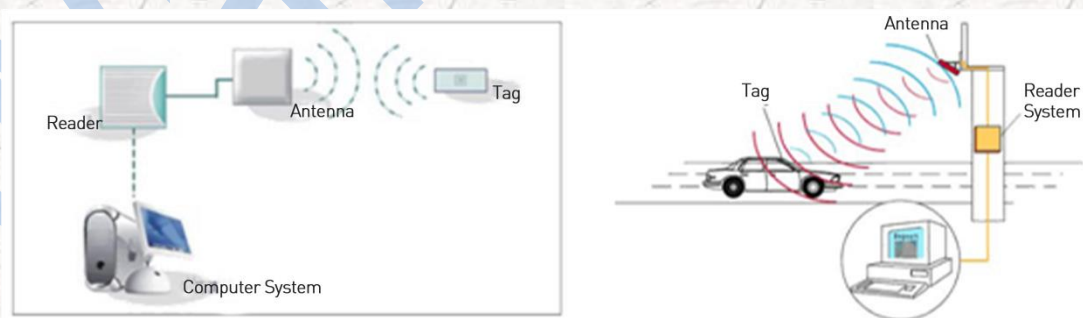 Reader
Antenna
Tag
Computer System
Antenna
Tag
Reader
System